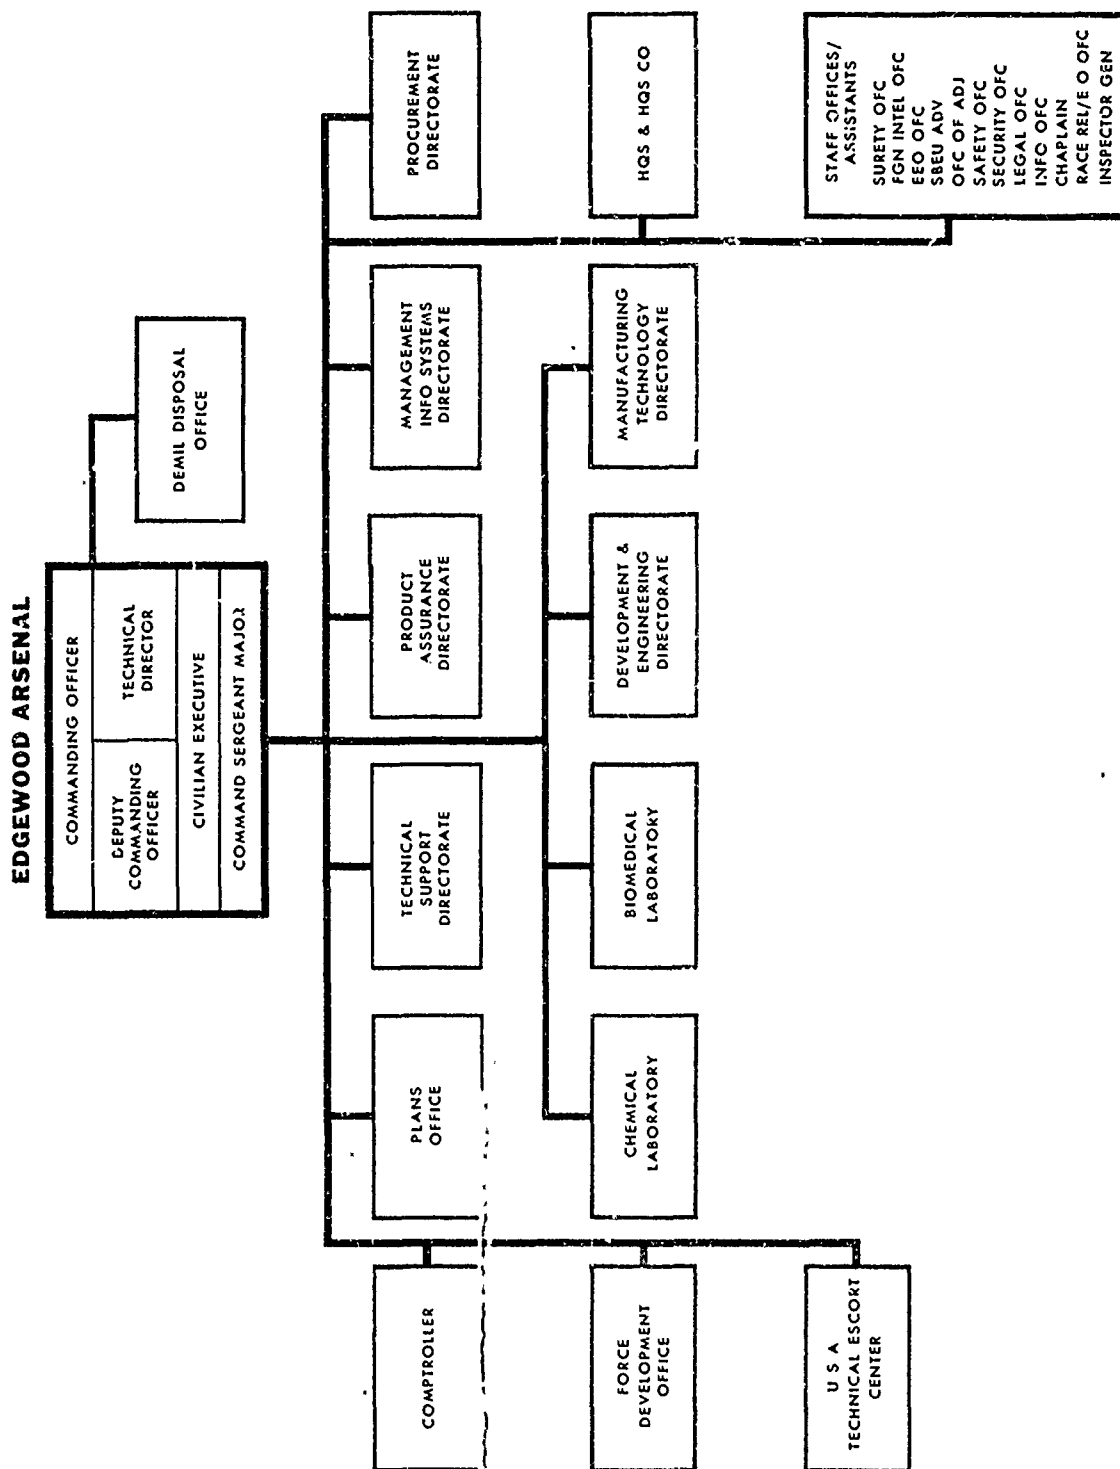 EDGEWOOD ARSENAL
COMMANDING OFFICER
DEPUTY
COMMANDING
OFFICER
TECHNICAL
DIRECTOR
CIVILIAN EXECUTIVE
COMMAND SERGEANT MAJOR
DEMIL DISPOSAL
OFFICE
COMPTROLLER
PLANS
OFFICE
TECHNICAL
SUPPORT
DIRECTORATE
PRODUCT
ASSURANCE
DIRECTORATE
MANAGEMENT
INFO SYSTEMS
DIRECTORATE
PROCUREMENT
DIRECTORATE
FORCE
DEVELOPMENT
OFFICE
CHEMICAL
LABORATORY
BIOMEDICAL
LABORATORY
DEVELOPMENT &
ENGINEERING
DIRECTORATE
MANUFACTURING
TECHNOLOGY
DIRECTORATE
HQS & HQS CO
U S A
TECHNICAL ESCORT
CENTER
STAFF OFFICES/
ASSISTANTS
SURETY OFC
FGN INTEL OFC
EEO OFC
SBEU ADV
OFC OF ADJ
SAFETY OFC
SECURITY OFC
LEGAL OFC
INFO OFC
CHAPLAIN
RACE REL/E O OFC
INSPECTOR GEN